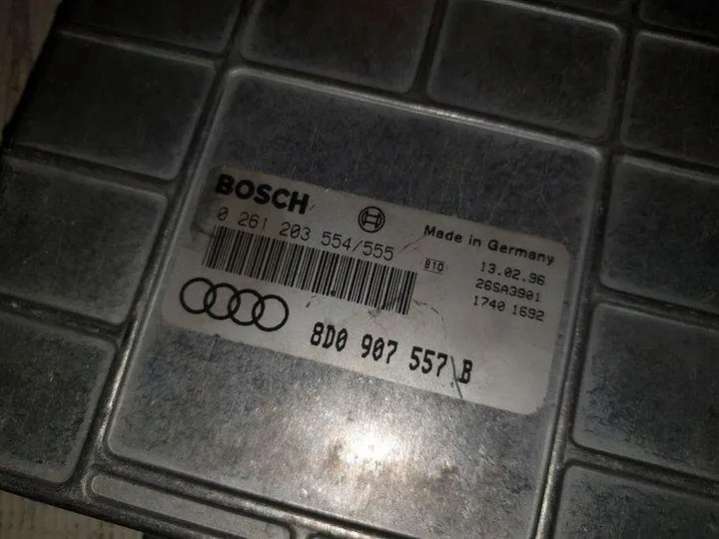 BOSCH
Made in Germany
0 261 203 554/555
810
13.02.96
26SA3901
1740 1692
8D0 907 557 B